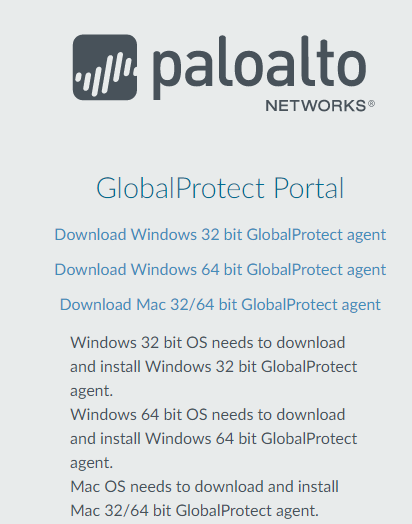 paloalto
NETWORKS®
GlobalProtect Portal
Download Windows 32 bit GlobalProtect agent
Download Windows 64 bit GlobalProtect agent
Download Mac 32/64 bit GlobalProtect agent
Windows 32 bit OS needs to download
and install Windows 32 bit GlobalProtect
agent.
Windows 64 bit OS needs to download
and install Windows 64 bit GlobalProtect
agent.
Mac OS needs to download and install
Mac 32/64 bit GlobalProtect agent.